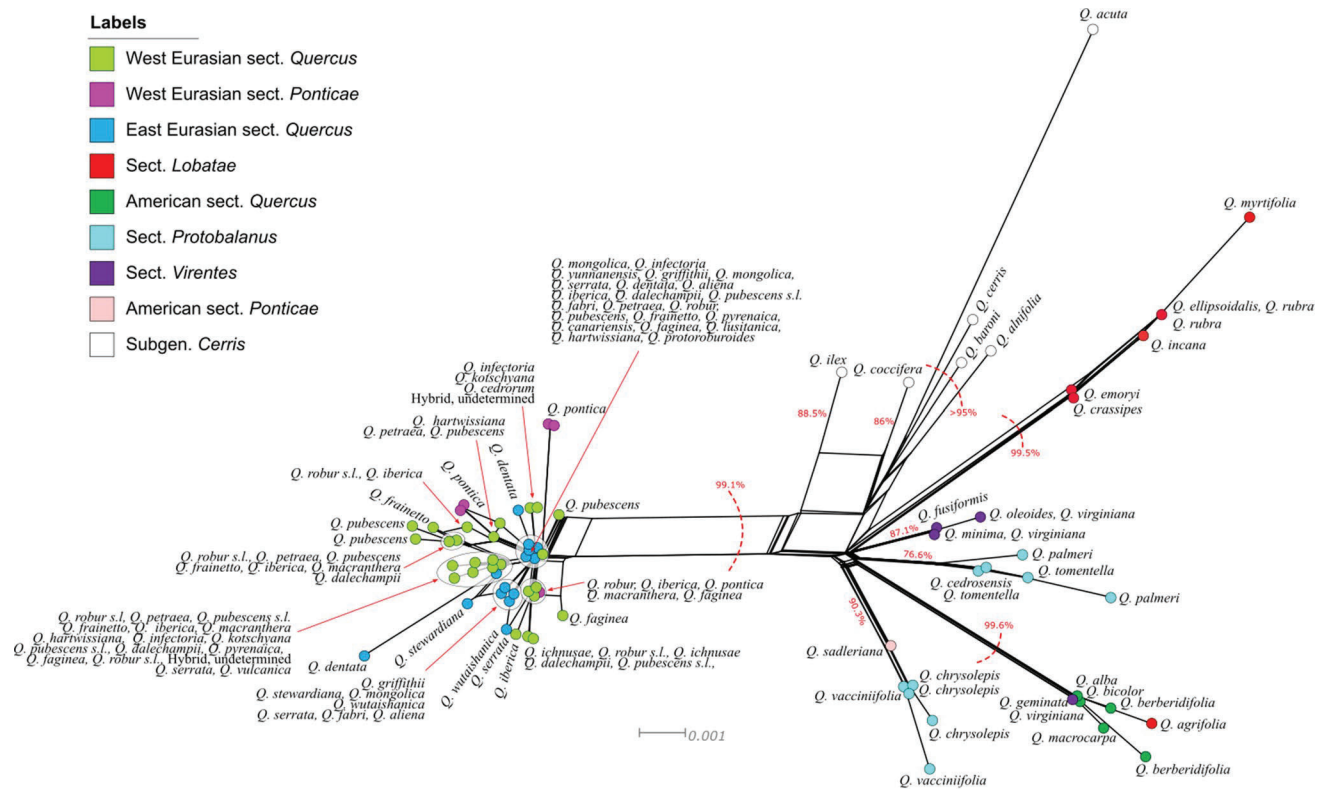 Labels
West Eurasian sect. Quercus
West Eurasian sect. Ponticae
East Eurasian sect. Quercus
Sect. Lobatae
American sect. Quercus
Sect. Protobalanus
Sect. Virentes
American sect. Ponticae
Subgen. Cerris
Q. acuta
Q. myrtifolia
Q. ellipsoidalis, Q. rubra
Q. rubra
Q. incana
Q. emoryi
Q. crassipes
Q. cerris
Q. baroni
Q. alnifolia
Q. ilex
Q. coccifera
88.5%
86%
>95%
99.5%
99.1%
Q. mongolica, Q. infectoria
Q. yunnanensis, Q. griffithii, Q. mongolica,
Q. serrata, Q. dentata, Q. aliena
Q. iberica, Q. dalechampii, Q. pubescens s.l.
Q. fabri, Q. petraea, Q. robur,
Q. pubescens, Q. frainetto, Q. pyrenaica,
Q. canariensis, Q. faginea, Q. lusitanica,
Q. hartwissiana, Q. protoroburoides
Q. infectoria
Q. kotschyana
Q. cedrorum
Hybrid, undetermined
Q. pontica
Q. hartwissiana
Q. petraea, Q. pubescens
Q. dentata
Q. robur s.l., Q. iberica
Q. pontica
Q. frainetto
Q. pubescens
Q. pubescens
Q. pubescens
Q. robur s.l., Q. petraea, Q. pubescens
Q. frainetto, Q. iberica, Q. macranthera
Q. dalechampii
Q. robur s.l, Q. petraea, Q. pubescens s.l.
Q. frainetto, Q. iberica, Q. macranthera
Q. hartwissiana, Q. infectoria, Q. kotschyana
Q. pubescens s.l., Q. dalechampii, Q. pyrenaica,
Q. faginea, Q. robur s.l., Hybrid, undetermined
Q. serrata, Q. vulcanica
Q. dentata
Q. stewardiana
Q. griffithii
Q. stewardiana, Q. mongolica
Q. wutaishanica
Q. serrata, Q. fabri, Q. aliena
Q. wutaishanica
Q. serrata
Q. iberica
Q. robur, Q. iberica, Q. pontica
Q. macranthera, Q. faginea
Q. faginea
Q. ichnusae, Q. robur s.l., Q. ichnusae
Q. dalechampii, Q. pubescens s.l.,
0.001
Q. fusiformis
87.1%
Q. oleoides, Q. virginiana
Q. minima, Q. virginiana
76.6%
Q. palmeri
Q. tomentella
Q. cedrosensis
Q. tomentella
Q. palmeri
90.3%
99.6%
Q. sadleriana
Q. chrysolepis
Q. chrysolepis
Q. vacciniifolia
Q. chrysolepis
Q. vacciniifolia
Q. alba
Q. bicolor
Q. geminata
Q. virginiana
Q. berberidifolia
Q. agrifolia
Q. macrocarpa
Q. berberidifolia